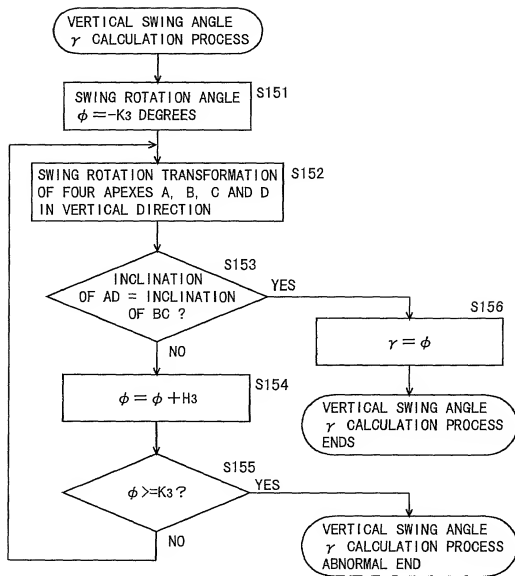 VERTICAL SWING ANGLE
γ CALCULATION PROCESS
SWING ROTATION ANGLE
φ=-K3 DEGREES
S151
SWING ROTATION TRANSFORMATION
OF FOUR APEXES A, B, C AND D
IN VERTICAL DIRECTION
S152
INCLINATION
OF AD = INCLINATION
OF BC ?
S153
YES
NO
S156
γ = φ
VERTICAL SWING ANGLE
γ CALCULATION PROCESS
ENDS
φ = φ +H3
S154
φ>=K3?
S155
YES
NO
VERTICAL SWING ANGLE
γ CALCULATION PROCESS
ABNORMAL END